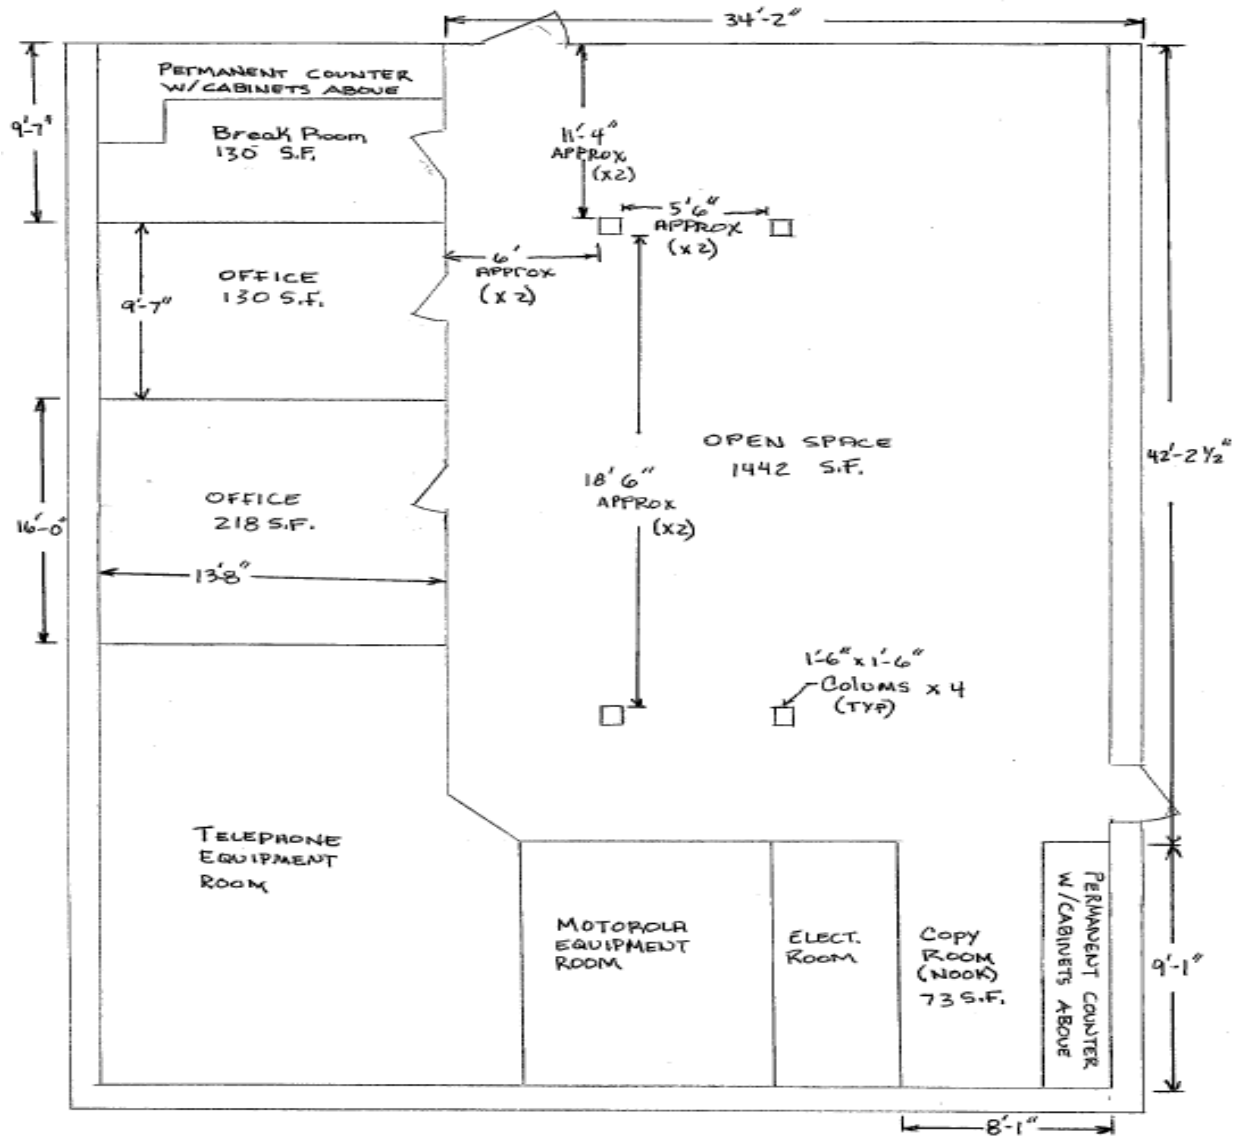 34'-2"
PETMANENT COUNTER
W/CABINETS ABOVE
9'-7"
Break Room
130 S.F.
11'-4"
APPROX
(x2)
5'6"
APPROX
(x2)
6'
APPROX
(x2)
OFFICE
130 S.F.
9'-7"
OPEN SPACE
1442 S.F.
42'-2 1/2"
18' 6"
APPROX
(x2)
OFFICE
218 S.F.
16'-0"
13'8"
1'-6" x 1'-6"
Colums x 4
(TYP)
TELEPHONE
EQUIPMENT
ROOM
MOTOROLA
EQUIPMENT
ROOM
ELECT.
ROOM
COPY
ROOM
(NOOK)
73 S.F.
PERMANENT COUNTER
W/CABINETS ABOVE
9'-1"
8'-1"